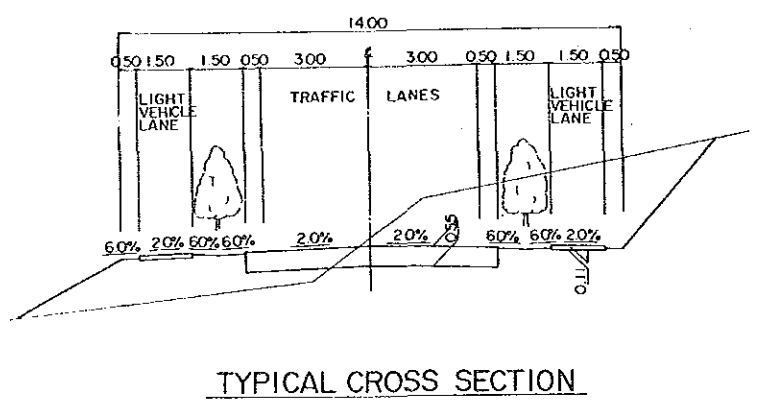 14.00
0.50 1.50 1.50 0.50 3.00 3.00 0.50 1.50 1.50 0.50
LIGHT VEHICLE LANE
TRAFFIC LANES
LIGHT VEHICLE LANE
6.0% 2.0% 6.0% 6.0% 2.0% 2.0% 0.55 6.0% 6.0% 2.0%
0.11
TYPICAL CROSS SECTION